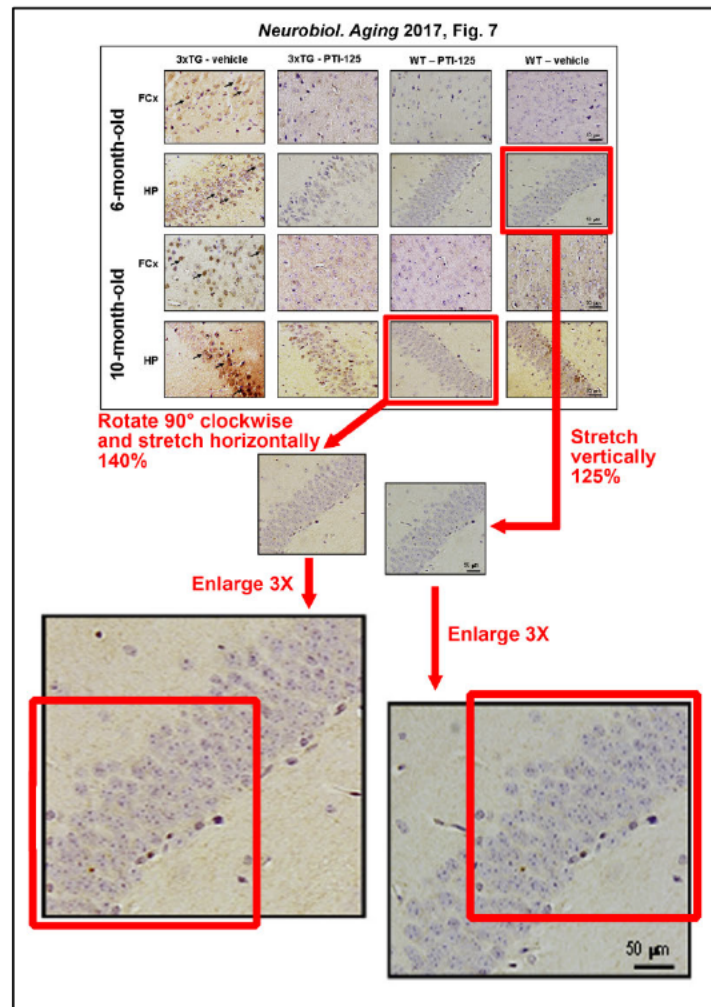 Neurobiol. Aging 2017, Fig. 7
3xTG - vehicle 3xTG - PTI-125 WT – PTI-125 WT – vehicle
6-month-old
FCx
HP
10-month-old
FCx
HP
Rotate 90° clockwise
and stretch horizontally
140%
Stretch
vertically
125%
Enlarge 3X
Enlarge 3X
50 µm